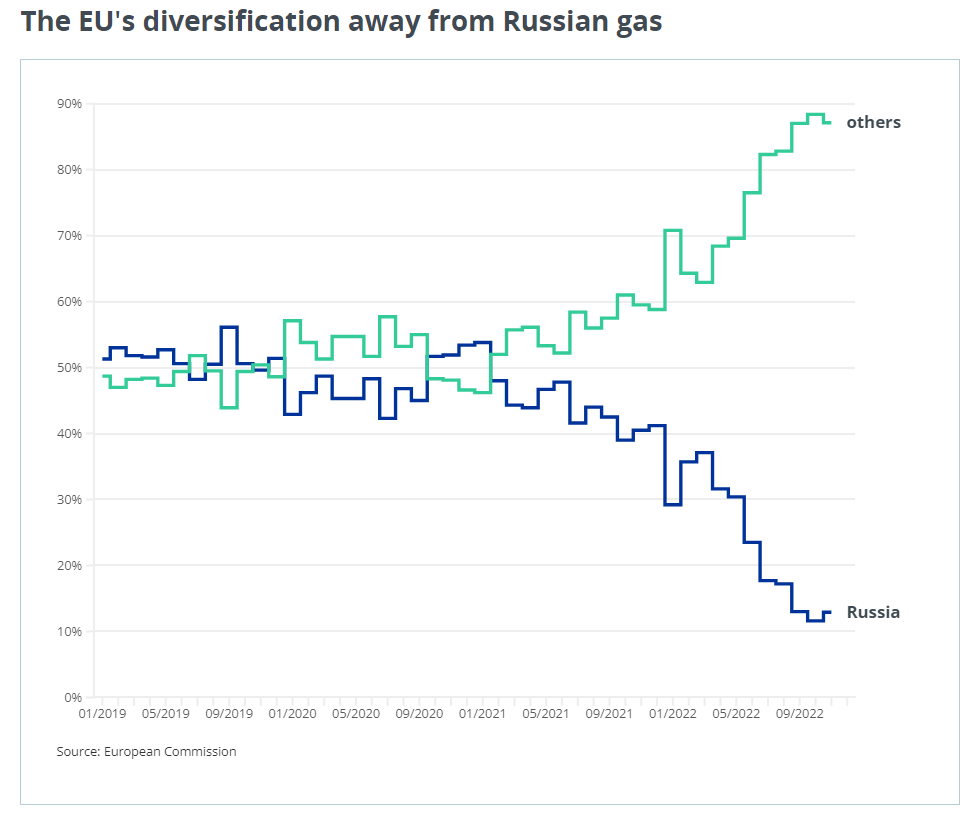 The EU's diversification away from Russian gas
90%
others
80%
70%
60%
50%
40%
30%
20%
Russia
10%
0%
01/2019 05/2019 09/2019 01/2020 05/2020 09/2020 01/2021 05/2021 09/2021 01/2022 05/2022 09/2022
Source: European Commission